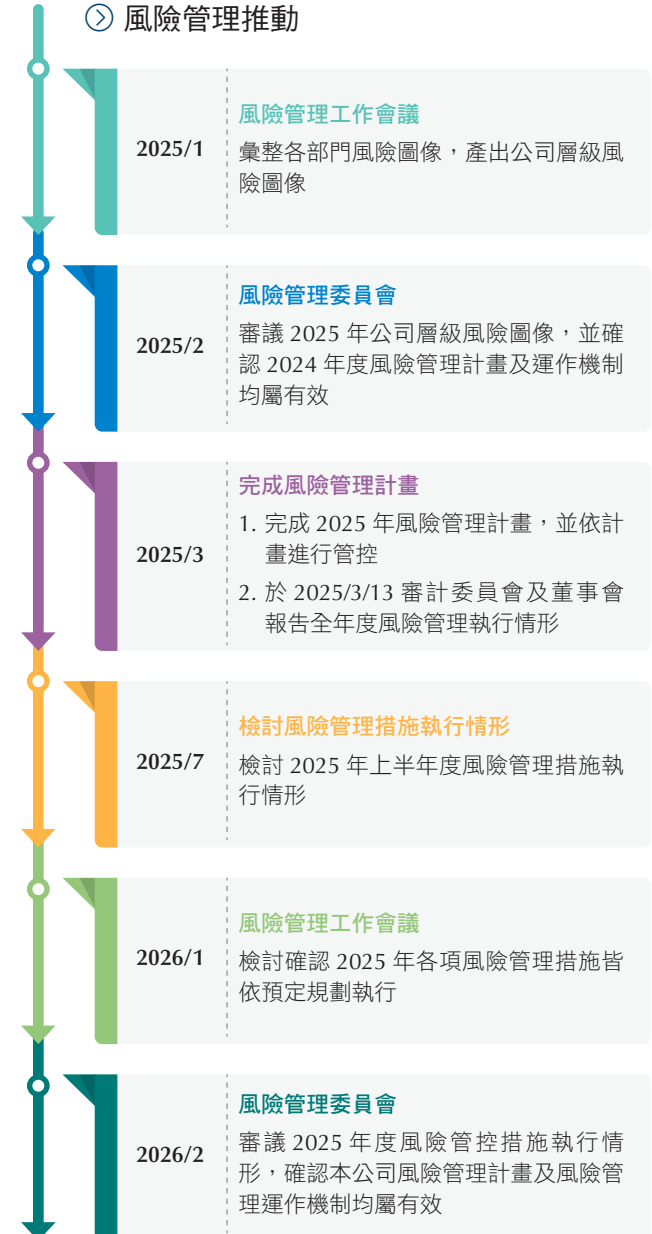 風險管理推動
風險管理工作會議
2025/1
彙整各部門風險圖像，產出公司層級風
險圖像
風險管理委員會
2025/2
審議 2025 年公司層級風險圖像，並確
認 2024 年度風險管理計畫及運作機制
均屬有效
完成風險管理計畫
2025/3
1. 完成 2025 年風險管理計畫，並依計
畫進行管控
2. 於 2025/3/13 審計委員會及董事會
報告全年度風險管理執行情形
檢討風險管理措施執行情形
2025/7
檢討 2025 年上半年度風險管理措施執
行情形
風險管理工作會議
2026/1
檢討確認 2025 年各項風險管理措施皆
依預定規劃執行
風險管理委員會
2026/2
審議 2025 年度風險管控措施執行情
形，確認本公司風險管理計畫及風險管
理運作機制均屬有效